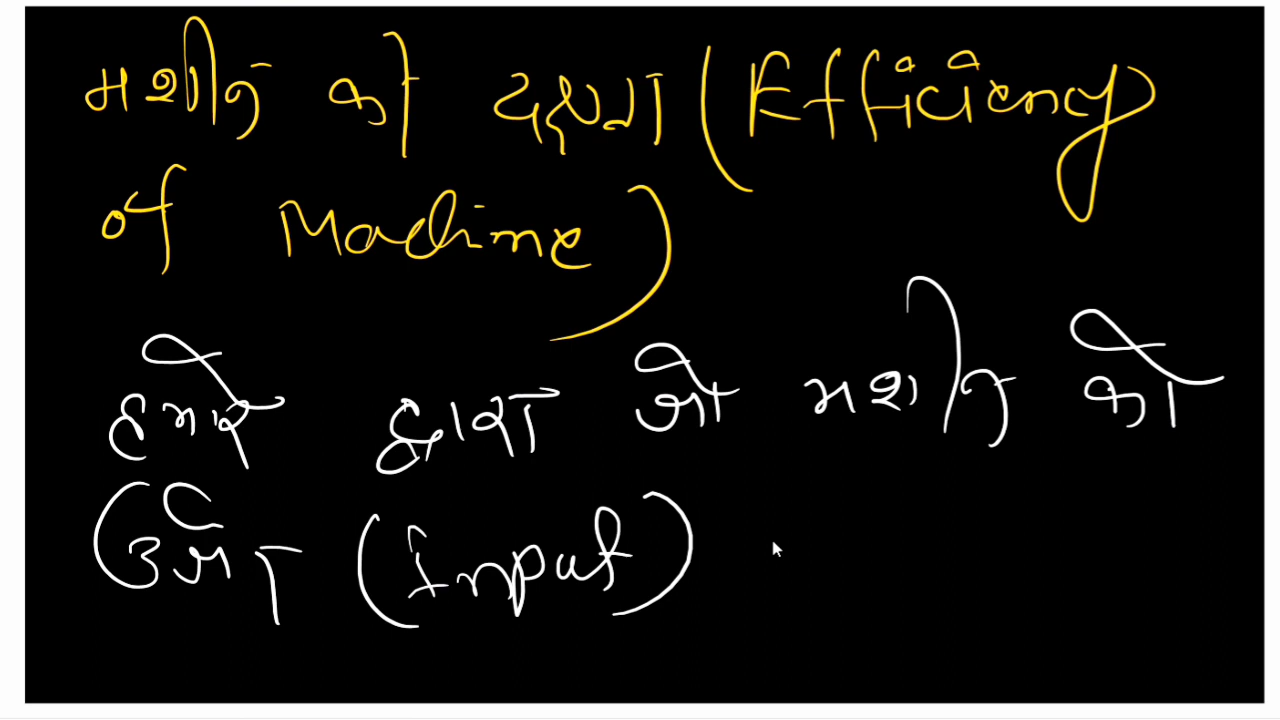 मशीन की दक्षता (Efficiency
of Machine)
हमारे द्वारा जो मशीन को
ऊर्जा (Input)